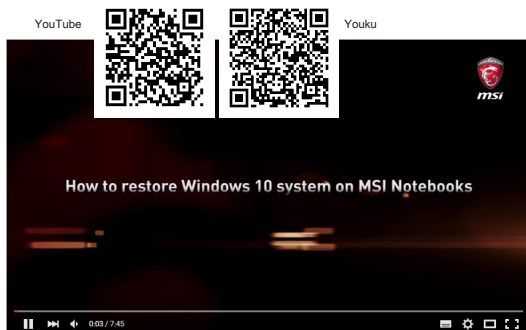 YouTube
Youku
msi
How to restore Windows 10 system on MSI Notebooks
0:03 / 7:45